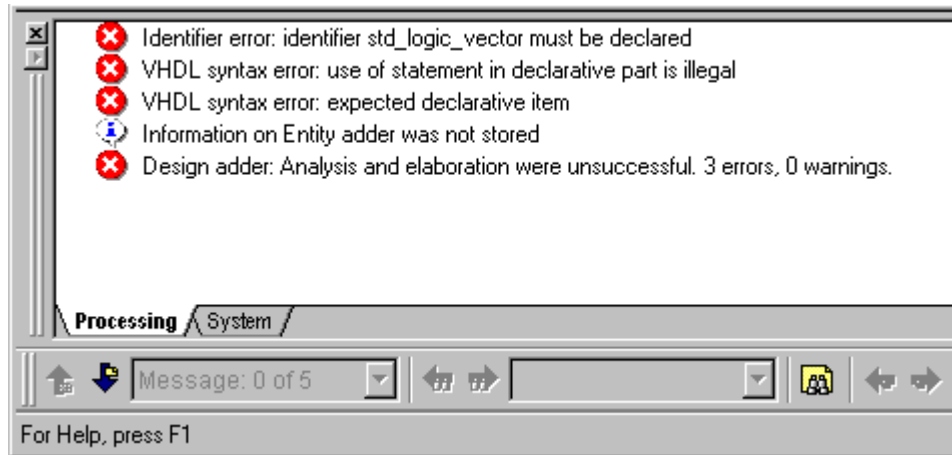 Identifier error: identifier std_logic_vector must be declared
VHDL syntax error: use of statement in declarative part is illegal
VHDL syntax error: expected declarative item
Information on Entity adder was not stored
Design adder: Analysis and elaboration were unsuccessful. 3 errors, 0 warnings.
Processing System
Message: 0 of 5
For Help, press F1